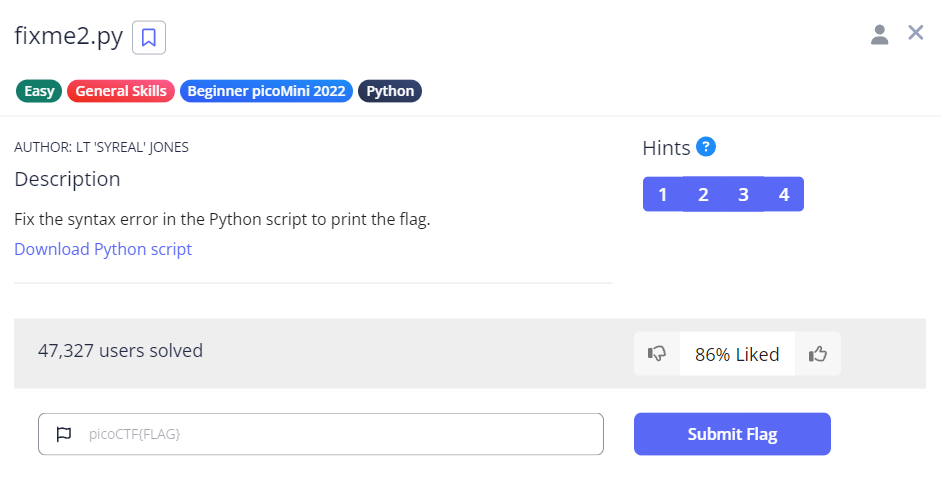 fixme2.py
Easy General Skills Beginner picoMini 2022 Python
AUTHOR: LT 'SYREAL' JONES
Description
Fix the syntax error in the Python script to print the flag.
Download Python script
Hints ?
1 2 3 4
47,327 users solved
86% Liked
picoCTF{FLAG}
Submit Flag